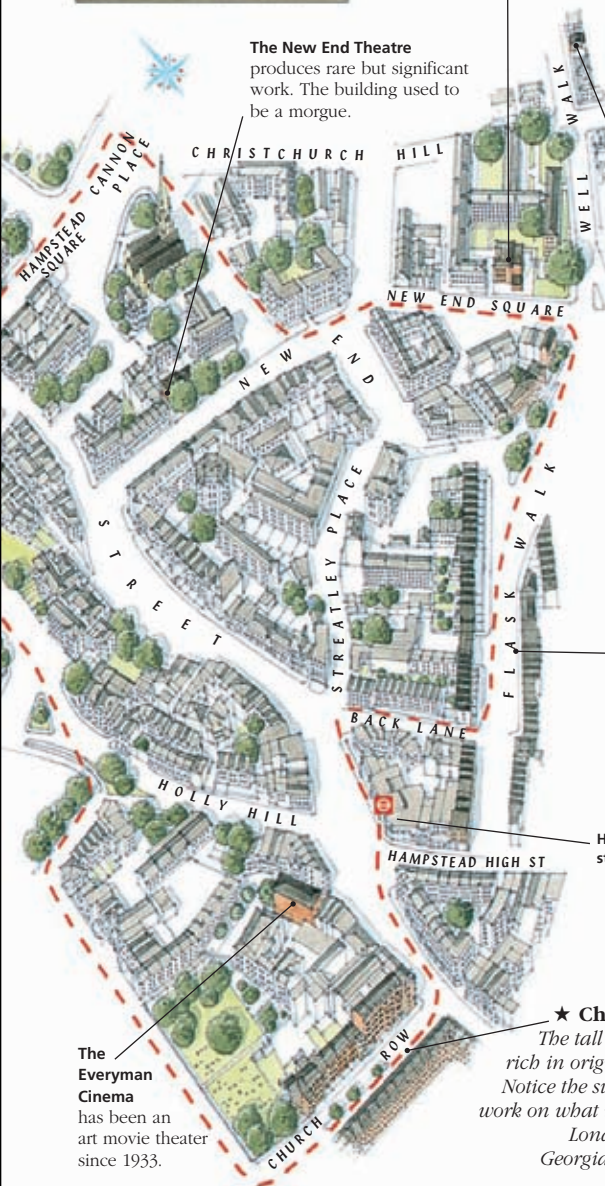 The New End Theatre
produces rare but significant
work. The building used to
be a morgue.
WALK
WELL
CHRISTCHURCH HILL
CANNON
PLACE
HAMPSTEAD
SQUARE
NEW END SQUARE
NEW END
STREATLEY PLACE
FLASK WALK
STREET
BACK LANE
HOLLY HILL
H
st
HAMPSTEAD HIGH ST
★ Ch
The tall
rich in orig
Notice the su
work on what
Lond
Georgia
The
Everyman
Cinema
has been an
art movie theater
since 1933.
CHURCH ROW